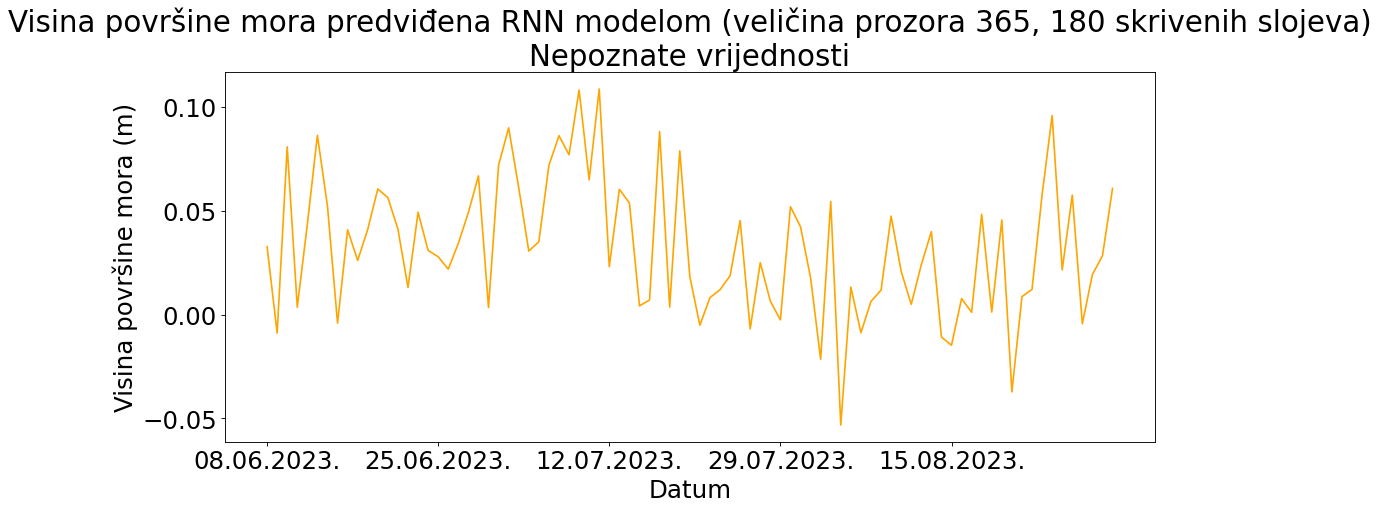 Visina površine mora predviđena RNN modelom (veličina prozora 365, 180 skrivenih slojeva)
Nepoznate vrijednosti
Visina površine mora (m)
0.10
0.05
0.00
−0.05
08.06.2023. 25.06.2023. 12.07.2023. 29.07.2023. 15.08.2023.
Datum